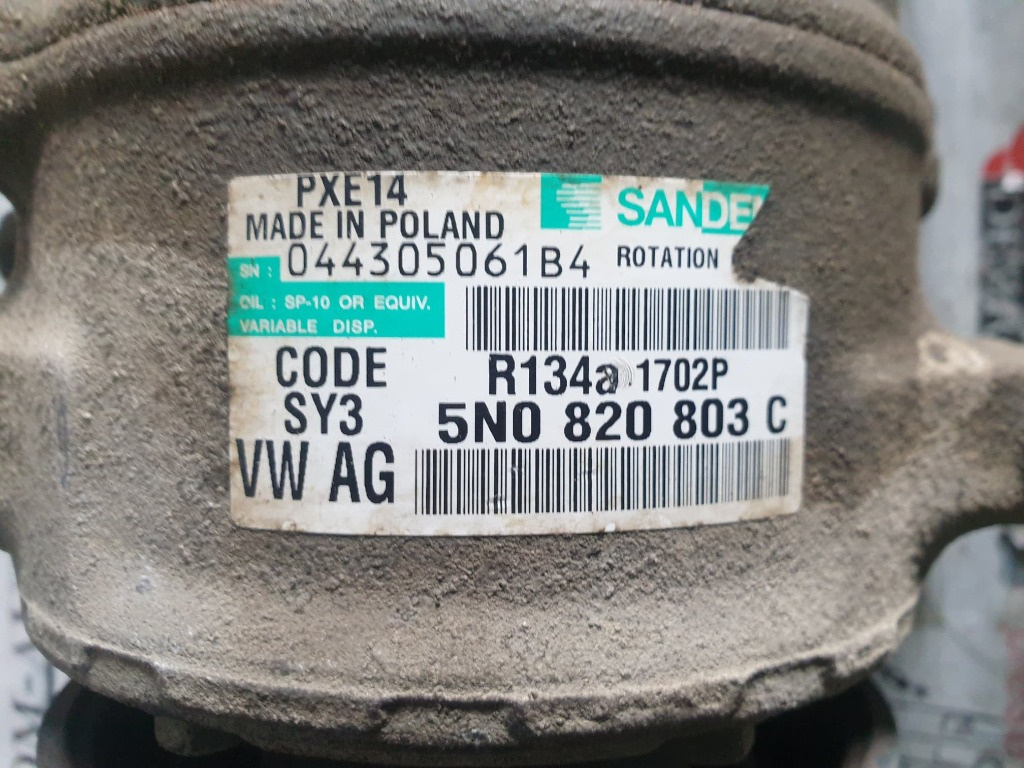 PXE14
MADE IN POLAND
SANDE
ROTATION
SN : 044305061B4
OIL : SP-10 OR EQUIV.
VARIABLE DISP.
CODE
SY3
R134a 1702P
5N0 820 803 C
VW AG